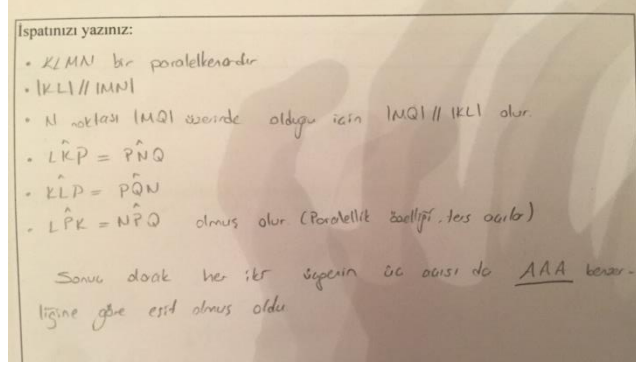 İspatınızı yazınız:
• KLMN bir paralelkenardır
• |KL| // |MN|
• N noktası |MQ| üzerinde olduğu için |MQ| // |KL| olur.
• LK̂P = PN̂Q
• KL̂P = PQ̂N
• LP̂K = NP̂Q olmuş olur. (Paralellik özelliği, ters açılar)
Sonuç olarak her iki üçgenin üç açısı da AAA benzer-
liğine göre eşit olmuş oldu.